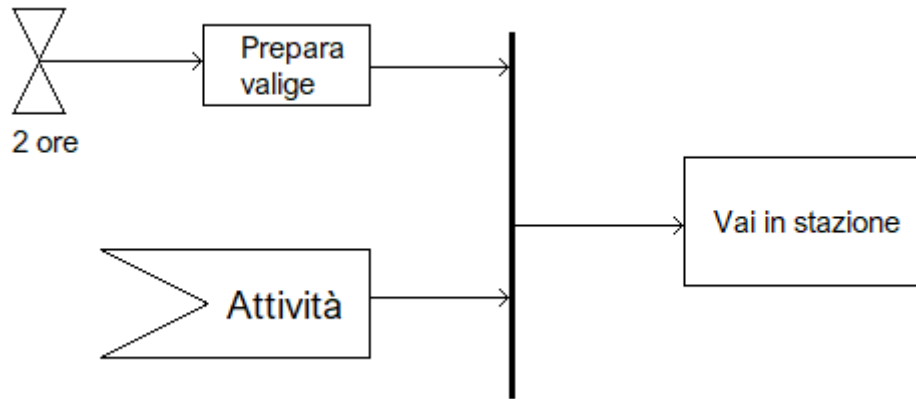 Prepara
valige
2 ore
Vai in stazione
Attività